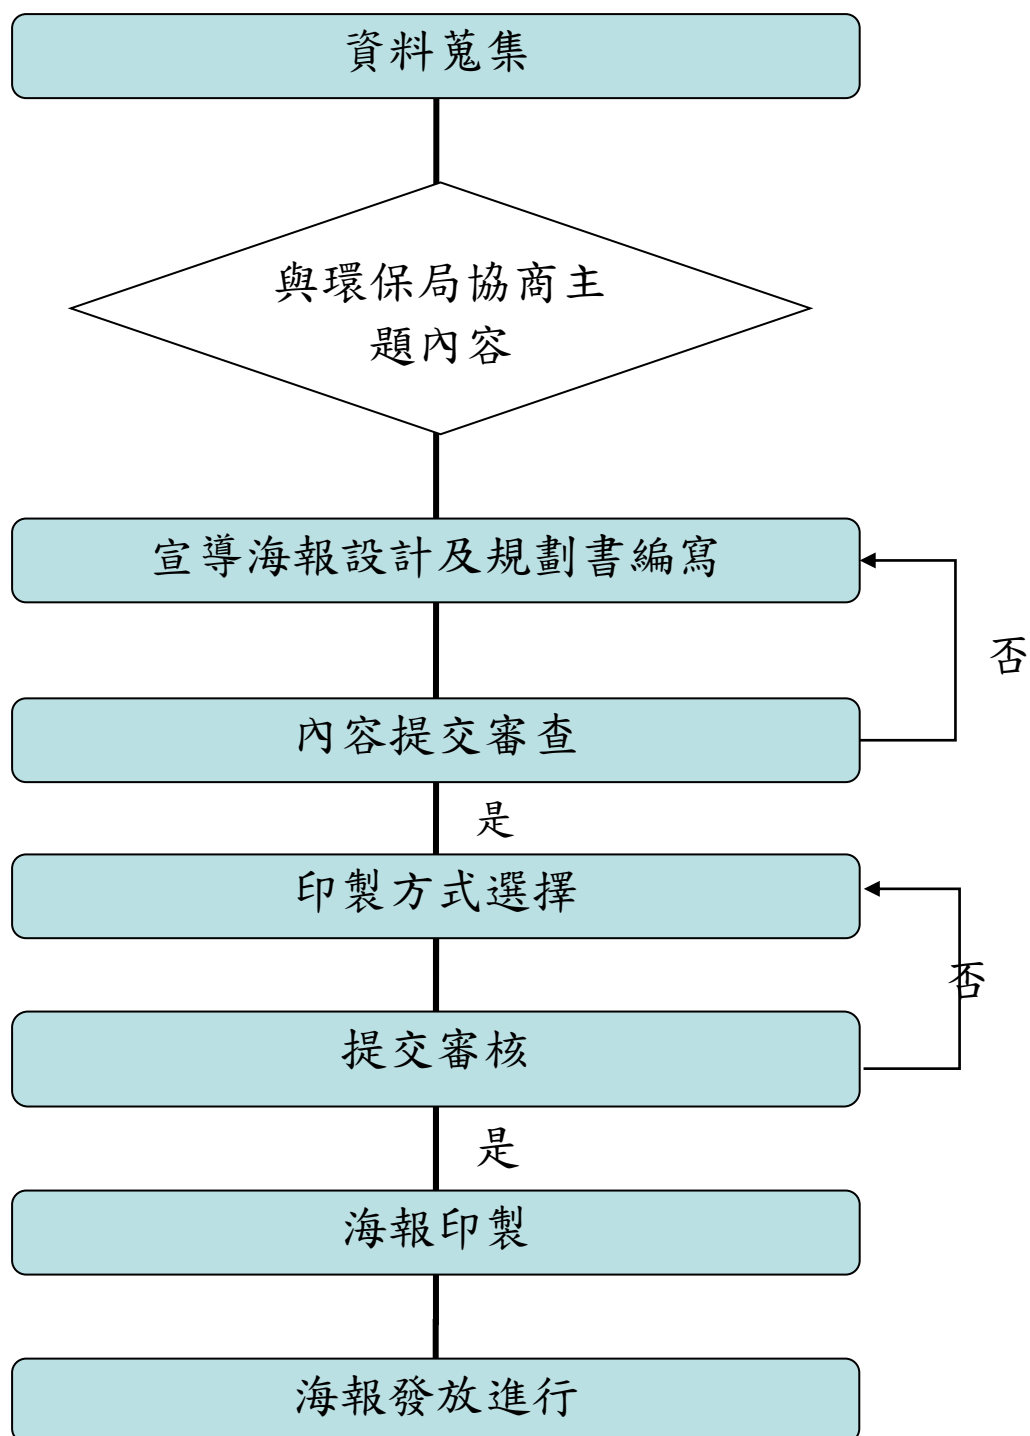 資料蒐集
與環保局協商主
題內容
宣導海報設計及規劃書編寫
否
內容提交審查
是
印製方式選擇
否
提交審核
是
海報印製
海報發放進行